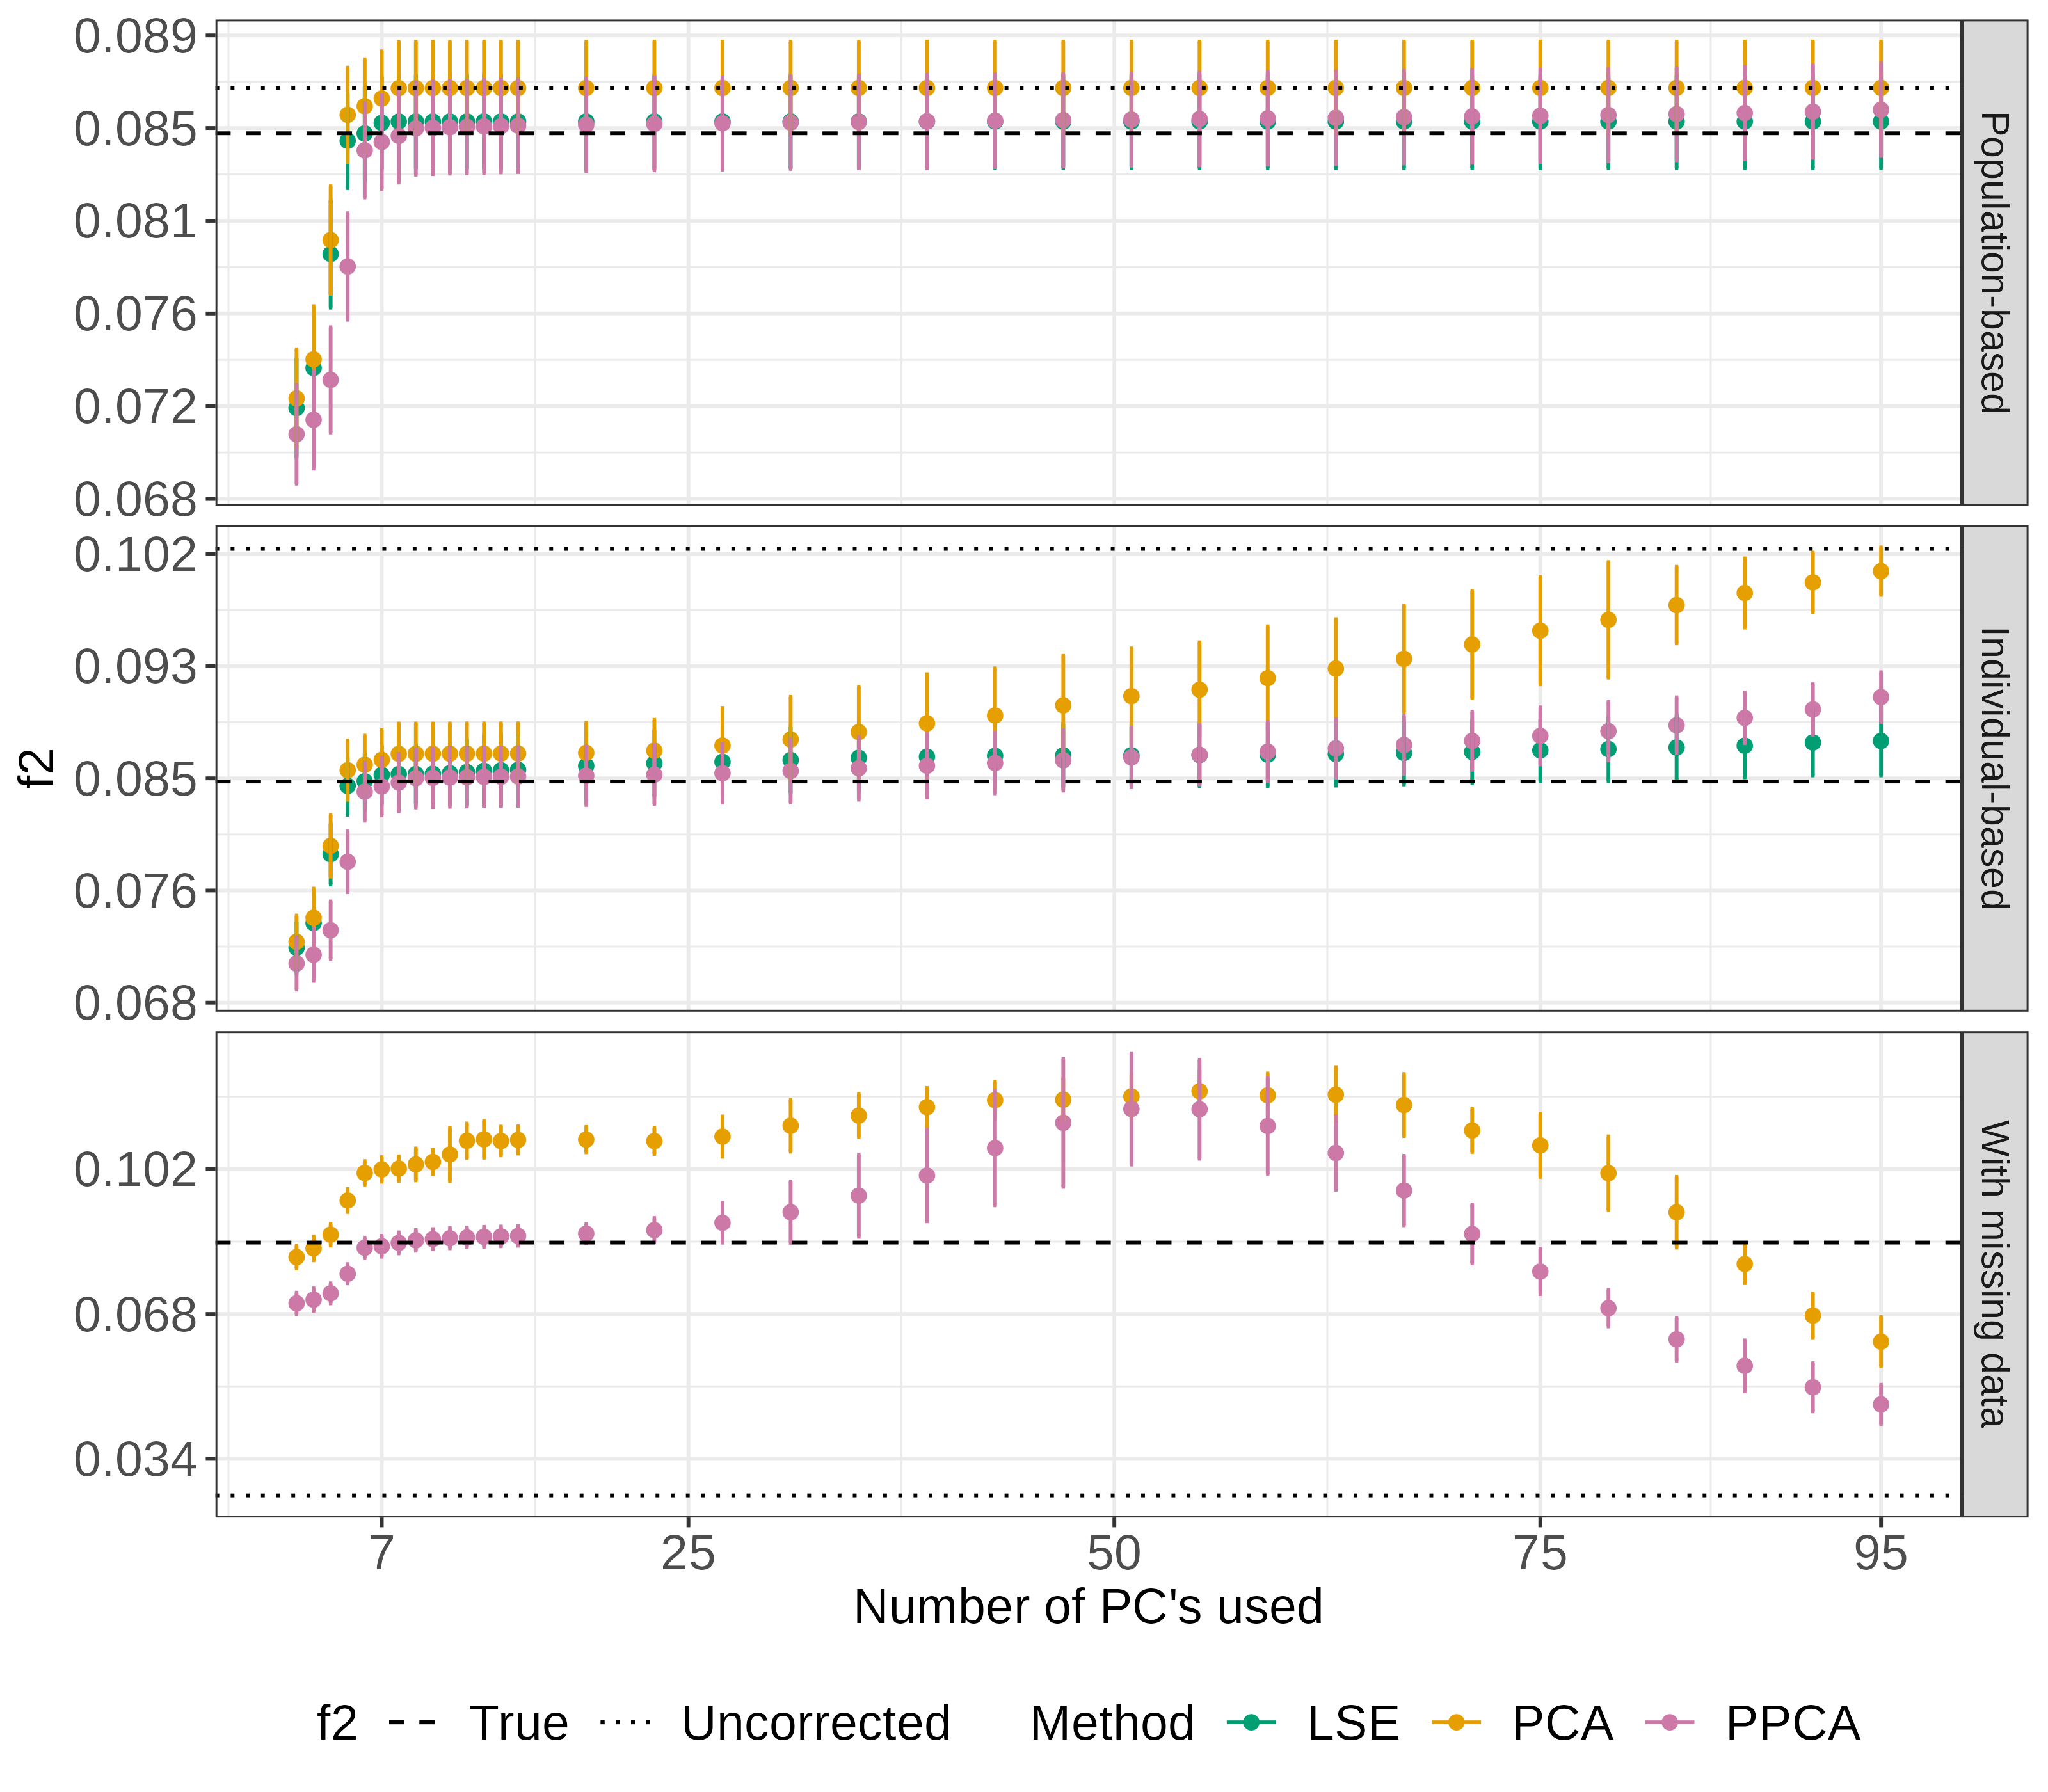 0.089
0.085
0.081
0.076
0.072
0.068
Population-based
0.102
0.093
0.085
0.076
0.068
Individual-based
f2
0.102
0.068
0.034
With missing data
7 25 50 75 95
Number of PC's used
f2 True Uncorrected Method LSE PCA PPCA